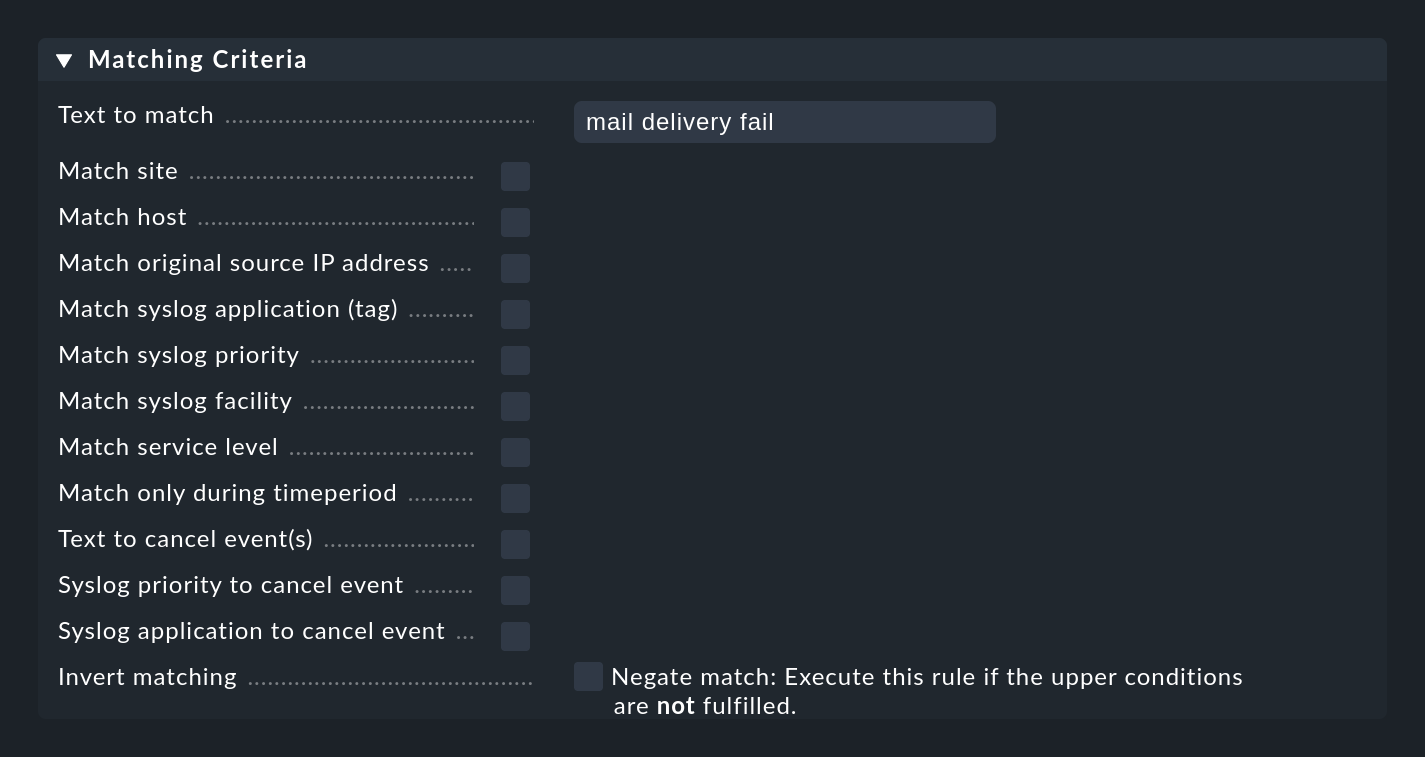 Matching Criteria
Text to match mail delivery fail
Match site
Match host
Match original source IP address
Match syslog application (tag)
Match syslog priority
Match syslog facility
Match service level
Match only during timeperiod
Text to cancel event(s)
Syslog priority to cancel event
Syslog application to cancel event
Invert matching Negate match: Execute this rule if the upper conditions
are not fulfilled.